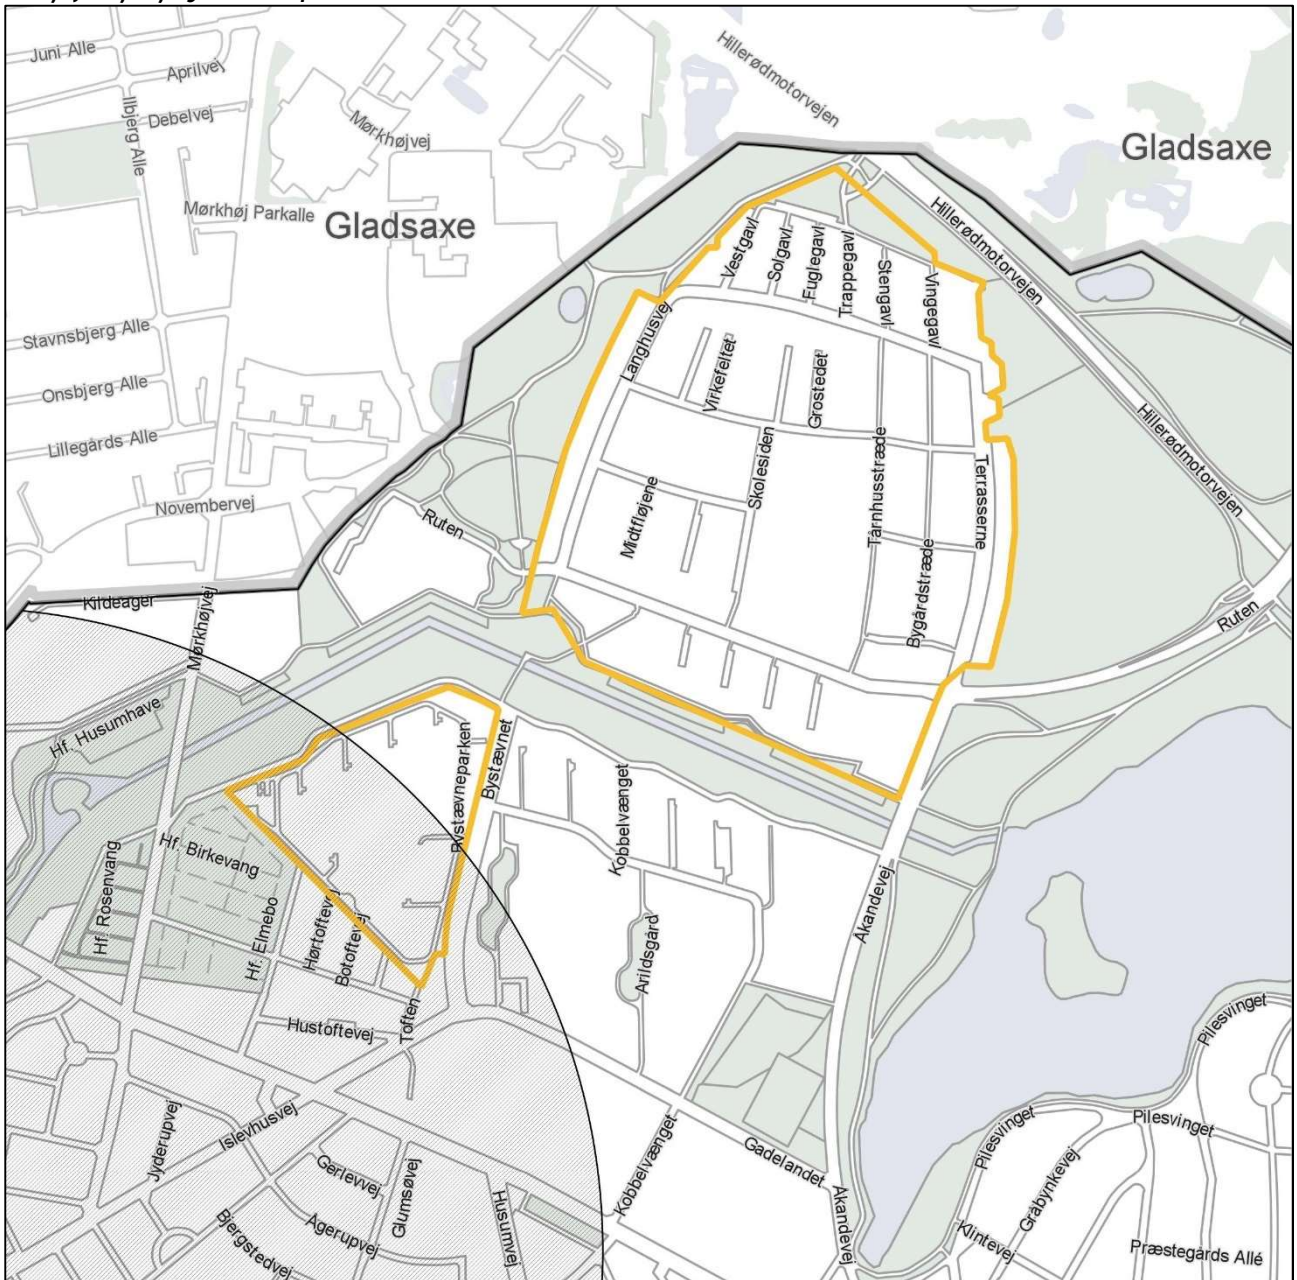 Juni Alle
Aprilvej
Ilbjerg Alle
Debelvej
Mørkhøjvej
Hillerødmotorvejen
Gladsaxe
Mørkhøj Parkalle
Gladsaxe
Hillerødmotorvejen
Vestgavl
Solgavl
Fuglegavl
Trappegavl
Stengavl
Vingegavl
Stavnsbjerg Alle
Langhusvej
Virkefeltet
Grostedet
Onsbjerg Alle
Lillegårds Alle
Hillerødmotorvejen
Skolesiden
Tårnhusstræde
Terrasserne
Novembervej
Ruten
Midtfløjene
Bygårdstræde
Kildeager
Mørkhøjvej
Ruten
Hf. Husumhave
Bystævneparken
Bystævnet
Kobbelvænget
Hf. Birkevang
Hf. Rosenvang
Hf. Elmebo
Hørtoftevej
Botoftevej
Akandevej
Arildsgård
Toften
Hustoftevej
Pilesvinget
Jyderupvej
Islevhusvej
Gerlevvej
Glumsøvej
Husumvej
Kobbelvænget
Gadelandet
Akandevej
Pilesvinget
Pilesvinget
Gråbynkevej
Klintevej
Præstegårds Allé
Ågerupvej
Bjergstedvej